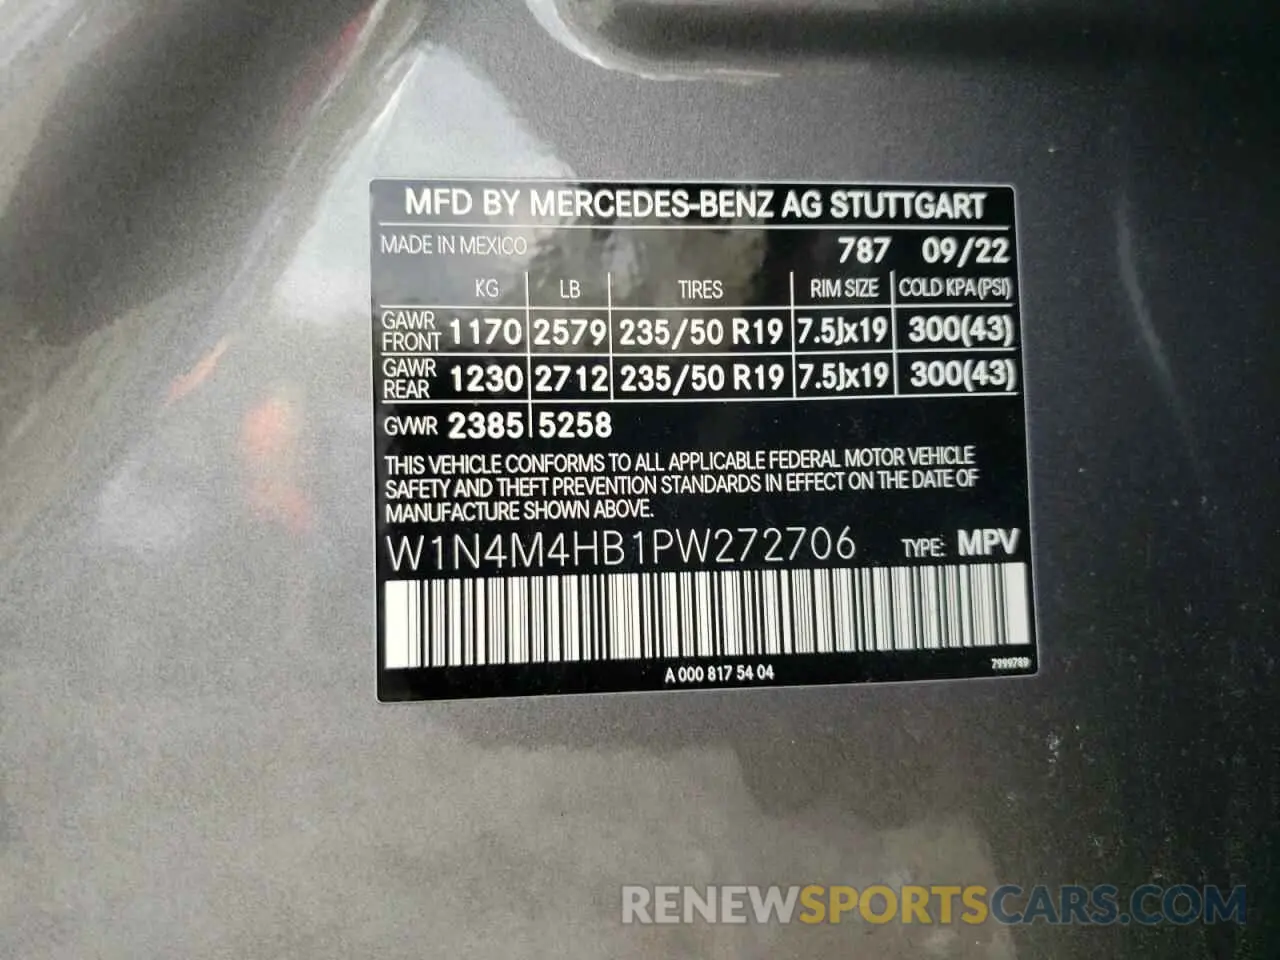 MFD BY MERCEDES-BENZ AG STUTTGART
MADE IN MEXICO 787 09/22
KG LB TIRES RIM SIZE COLD KPA(PSI)
GAWR FRONT 1170 2579 235/50 R19 7.5Jx19 300(43)
GAWR REAR 1230 2712 235/50 R19 7.5Jx19 300(43)
GVWR 2385 5258
THIS VEHICLE CONFORMS TO ALL APPLICABLE FEDERAL MOTOR VEHICLE
SAFETY AND THEFT PREVENTION STANDARDS IN EFFECT ON THE DATE OF
MANUFACTURE SHOWN ABOVE.
W1N4M4HB1PW272706 TYPE: MPV
A 000 817 54 04 7999789
RENEWSPORTSCARS.COM